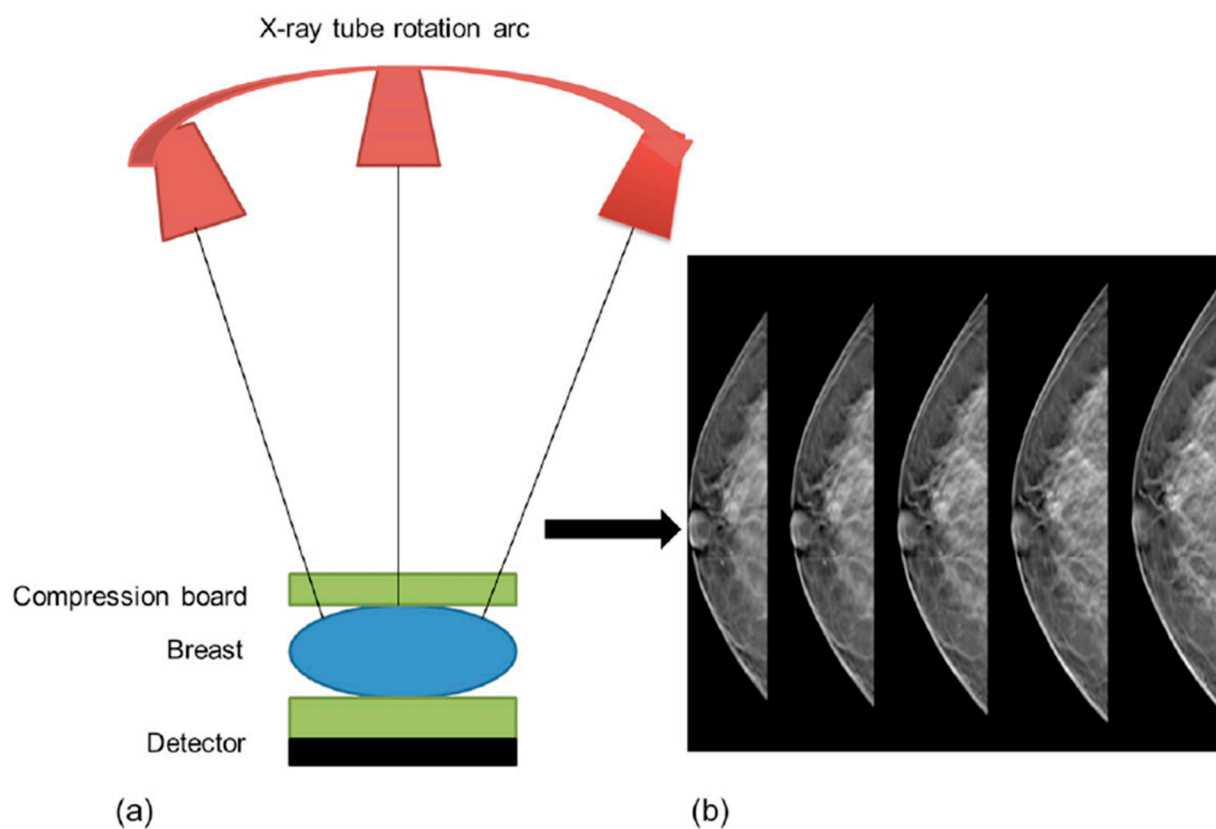 X-ray tube rotation arc
Compression board
Breast
Detector
(a)
(b)